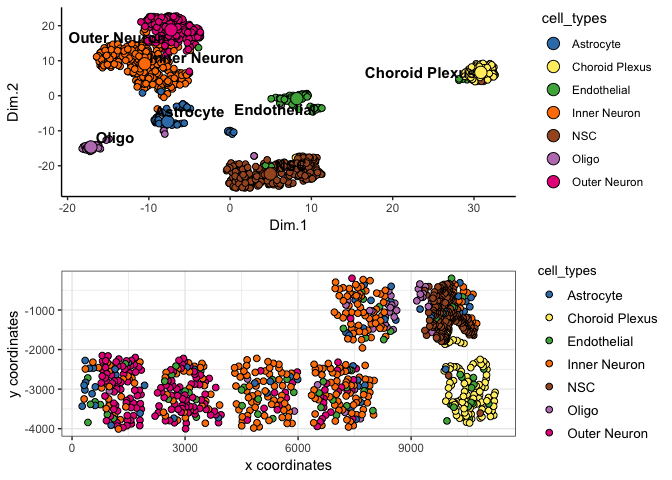 cell_types
Astrocyte
Choroid Plexus
Endothelial
Inner Neuron
NSC
Oligo
Outer Neuron
Dim.2
20
10
0
-10
-20
Outer Neuron
Inner Neuron
Choroid Plexus
Astrocyte
Endothelial
Oligo
NSC
-20
-10
0
10
20
30
Dim.1
cell_types
Astrocyte
Choroid Plexus
Endothelial
Inner Neuron
NSC
Oligo
Outer Neuron
y coordinates
-1000
-2000
-3000
-4000
0
3000
6000
9000
x coordinates